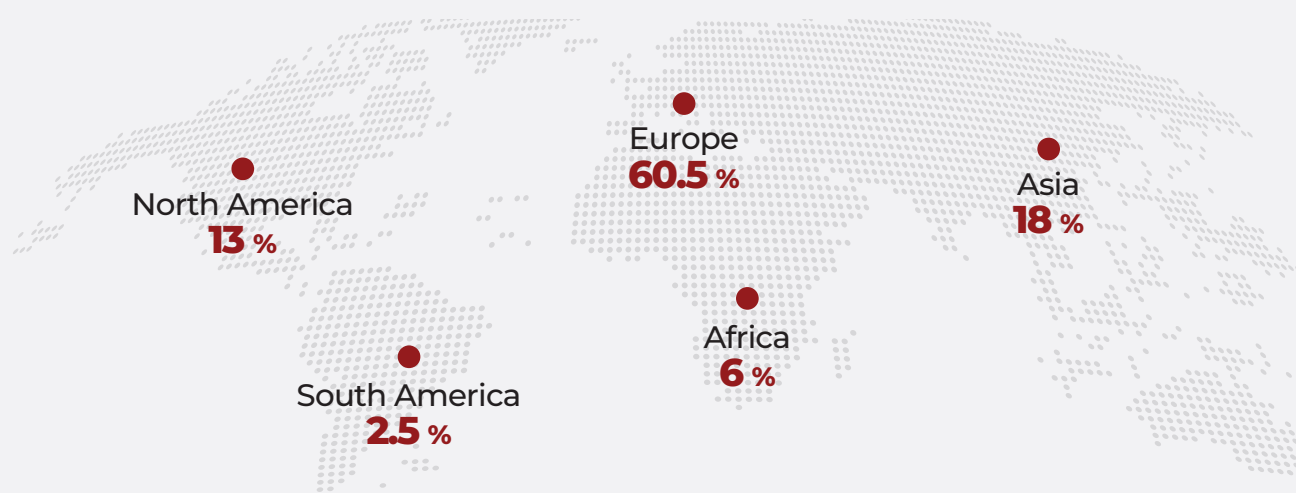 Europe
60.5 %
North America
13 %
Asia
18 %
Africa
6 %
South America
2.5 %